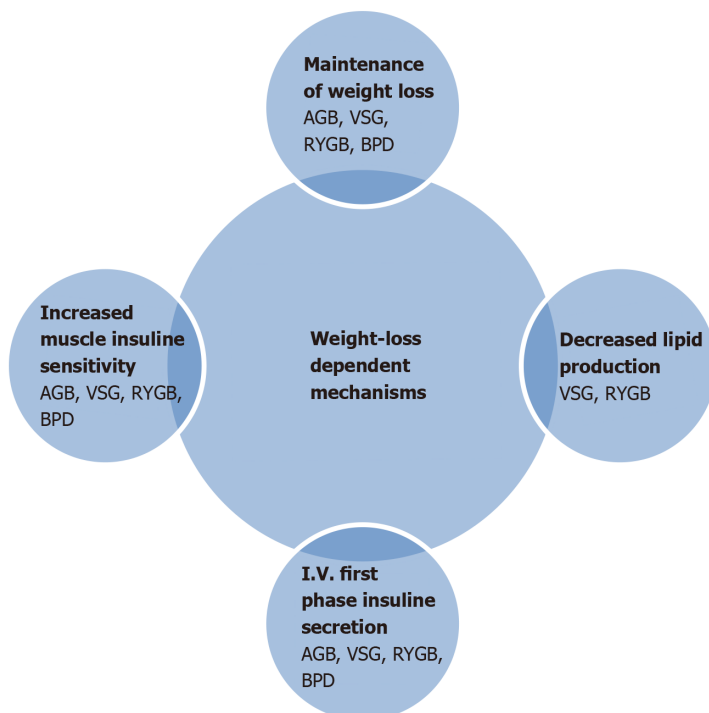 Maintenance
of weight loss
AGB, VSG,
RYGB, BPD
Increased
muscle insuline
sensitivity
AGB, VSG, RYGB,
BPD
Weight-loss
dependent
mechanisms
Decreased lipid
production
VSG, RYGB
I.V. first
phase insuline
secretion
AGB, VSG, RYGB,
BPD